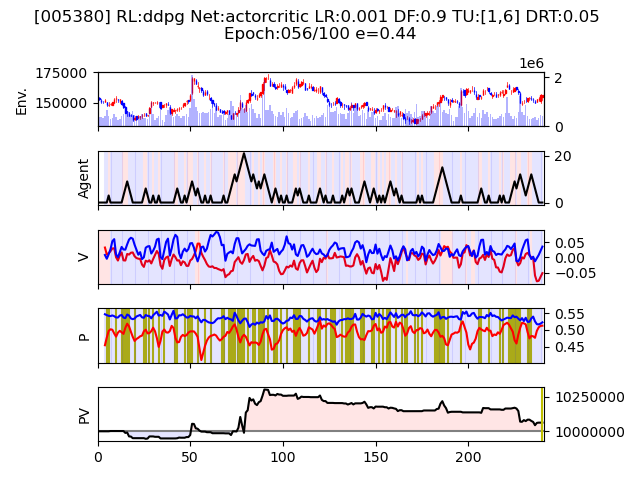 [005380] RL:ddpg Net:actorcritic LR:0.001 DF:0.9 TU:[1,6] DRT:0.05
Epoch:056/100 e=0.44
1e6
175000
150000
Env.
2
0
Agent
20
0
V
0.05
0.00
−0.05
P
0.55
0.50
0.45
PV
10250000
10000000
0 50 100 150 200